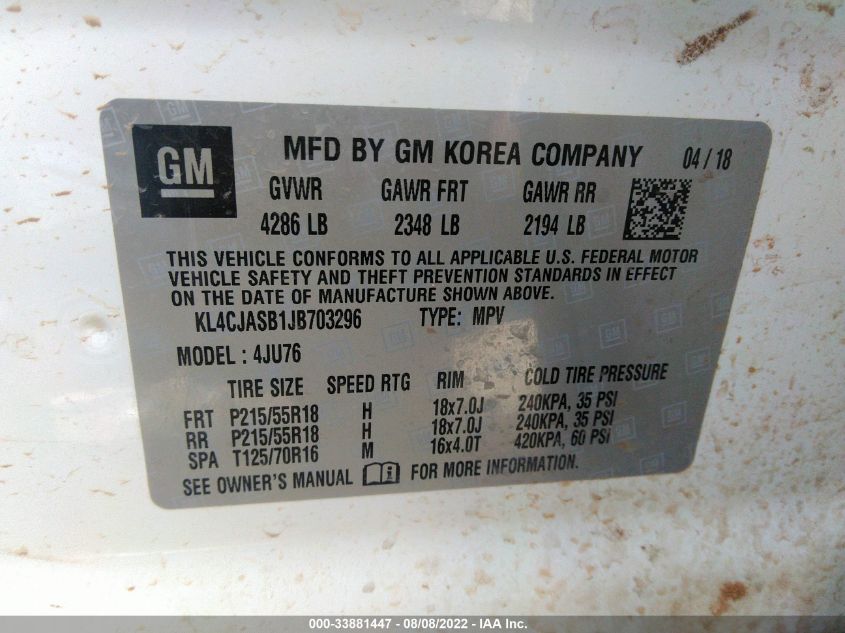 GM
MFD BY GM KOREA COMPANY 04 / 18
GVWR GAWR FRT GAWR RR
4286 LB 2348 LB 2194 LB
THIS VEHICLE CONFORMS TO ALL APPLICABLE U.S. FEDERAL MOTOR
VEHICLE SAFETY AND THEFT PREVENTION STANDARDS IN EFFECT
ON THE DATE OF MANUFACTURE SHOWN ABOVE.
KL4CJASB1JB703296 TYPE: MPV
MODEL : 4JU76
TIRE SIZE SPEED RTG RIM COLD TIRE PRESSURE
FRT P215/55R18 H 18x7.0J 240KPA, 35 PSI
RR P215/55R18 H 18x7.0J 240KPA, 35 PSI
SPA T125/70R16 M 16x4.0T 420KPA, 60 PSI
SEE OWNER'S MANUAL FOR MORE INFORMATION.
000-33881447 - 08/08/2022 - IAA Inc.